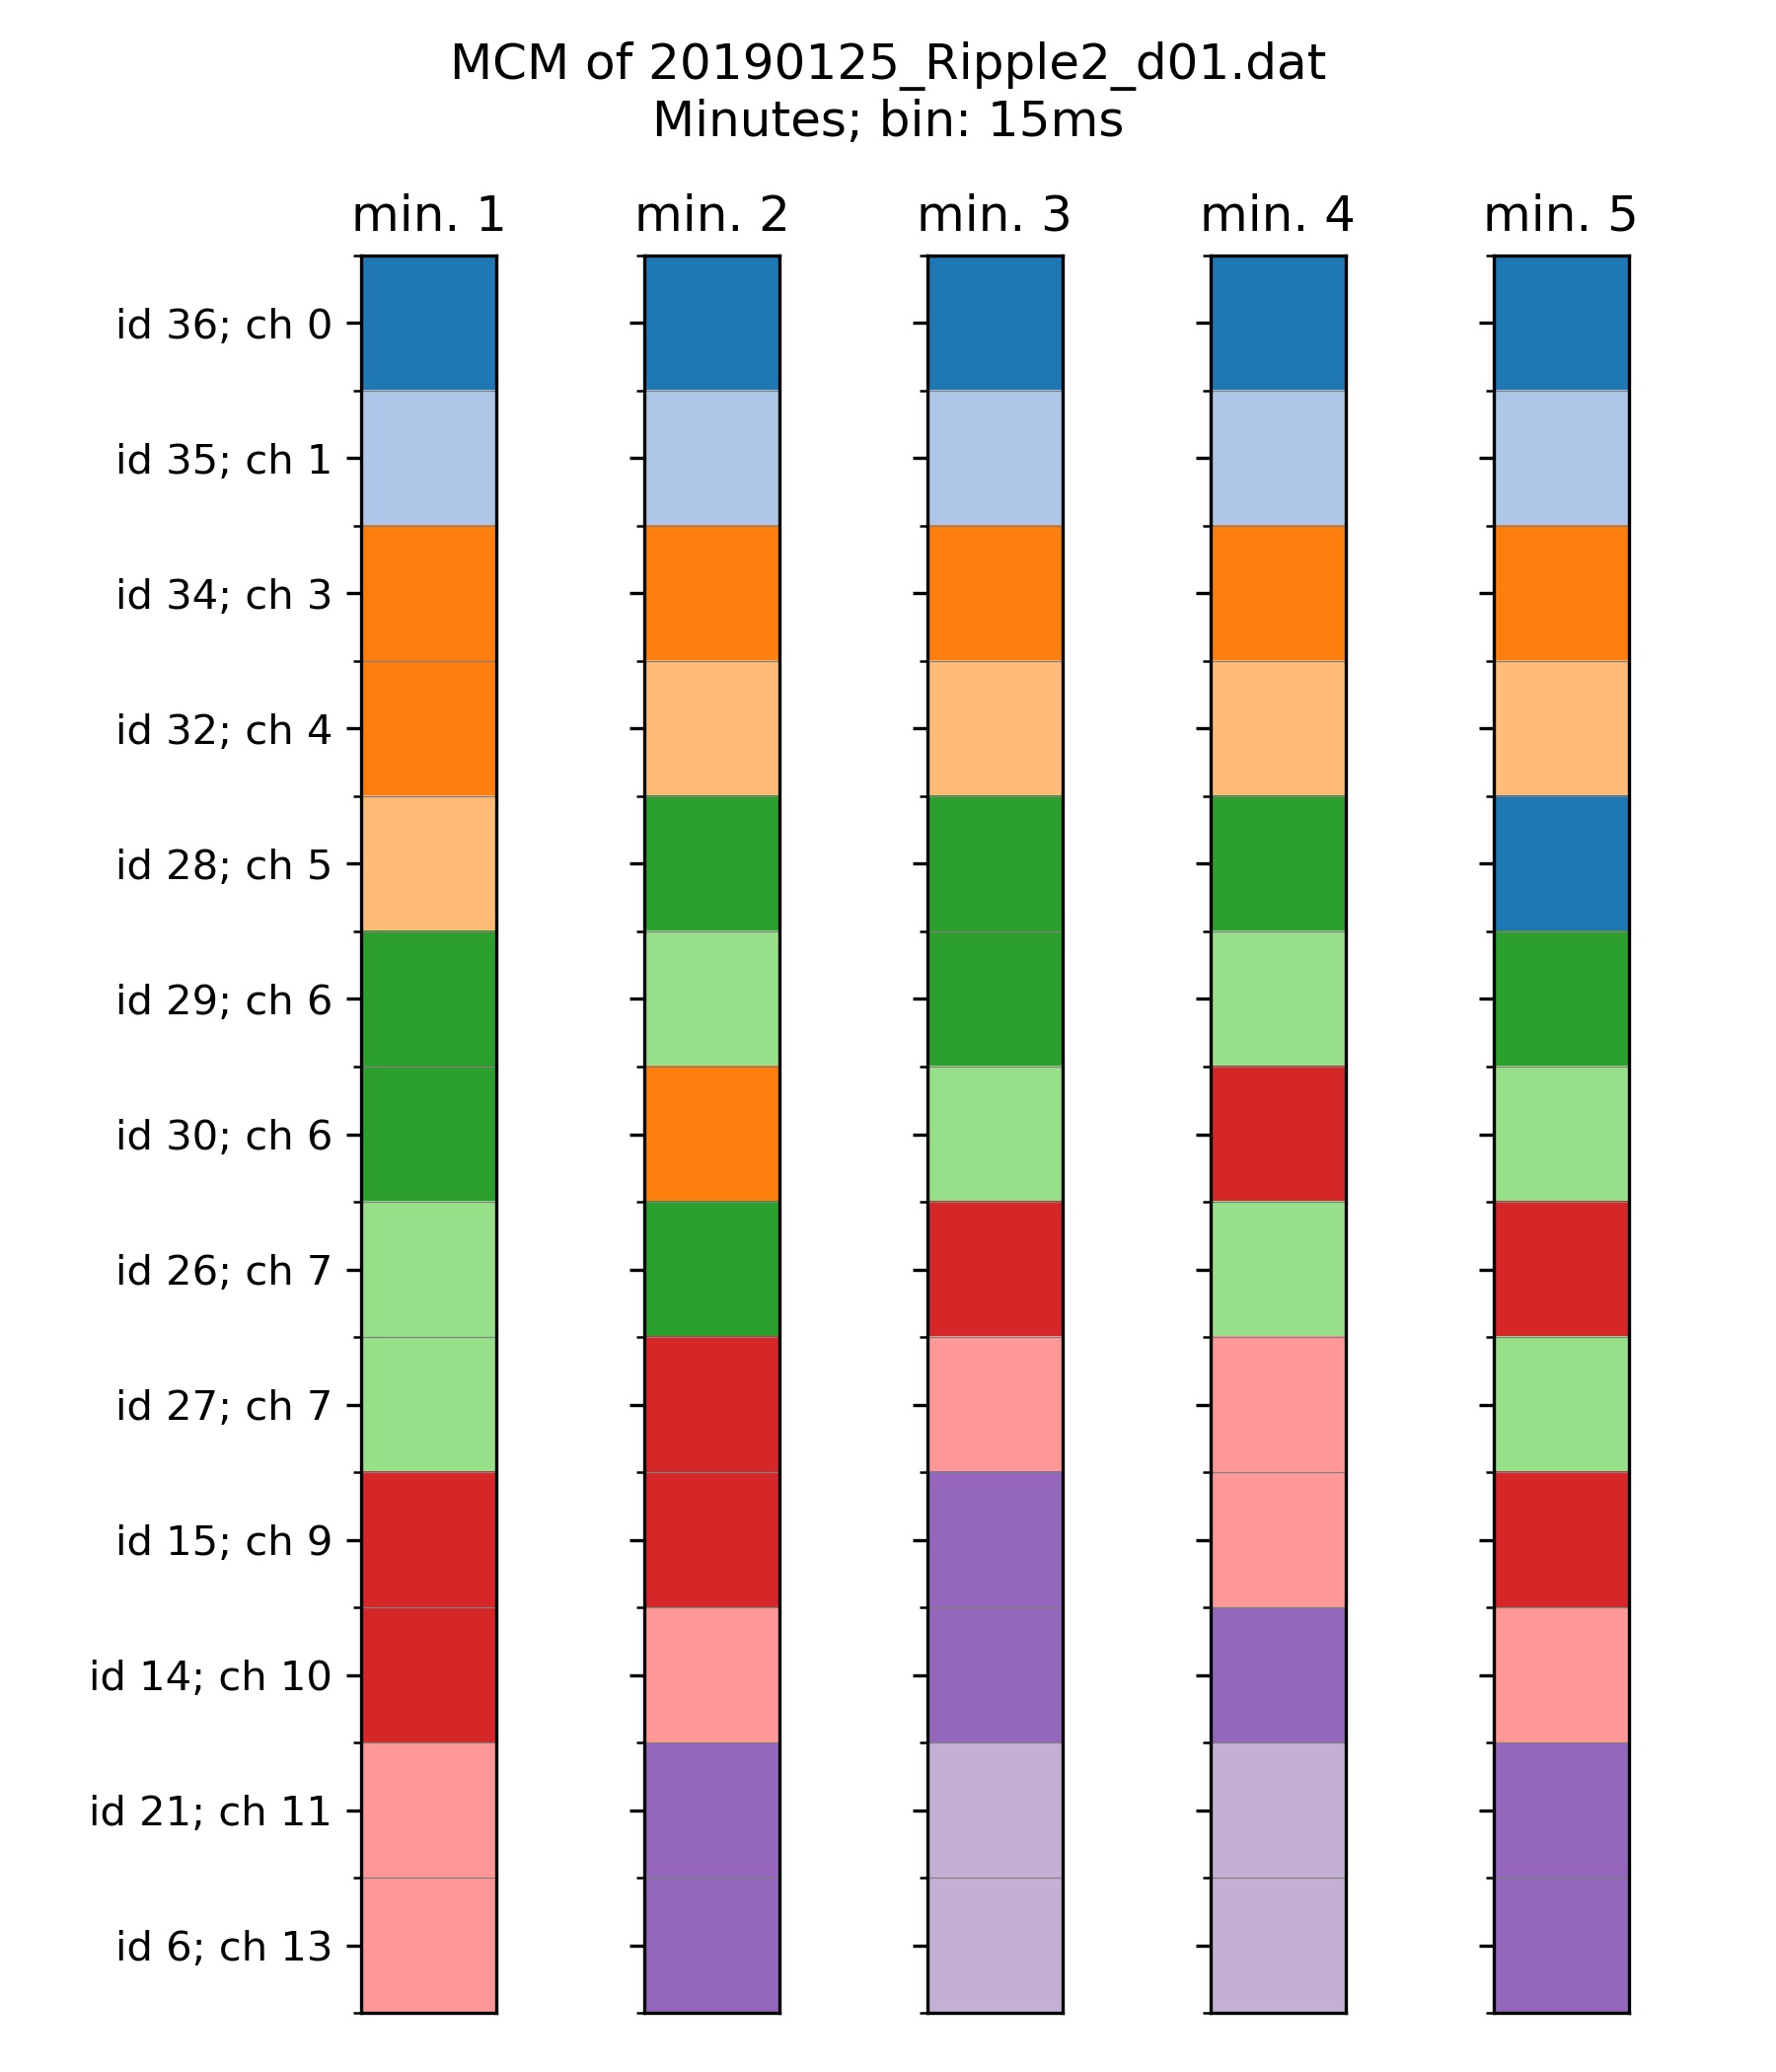 MCM of 20190125_Ripple2_d01.dat
Minutes; bin: 15ms
min. 1 min. 2 min. 3 min. 4 min. 5
id 36; ch 0
id 35; ch 1
id 34; ch 3
id 32; ch 4
id 28; ch 5
id 29; ch 6
id 30; ch 6
id 26; ch 7
id 27; ch 7
id 15; ch 9
id 14; ch 10
id 21; ch 11
id 6; ch 13